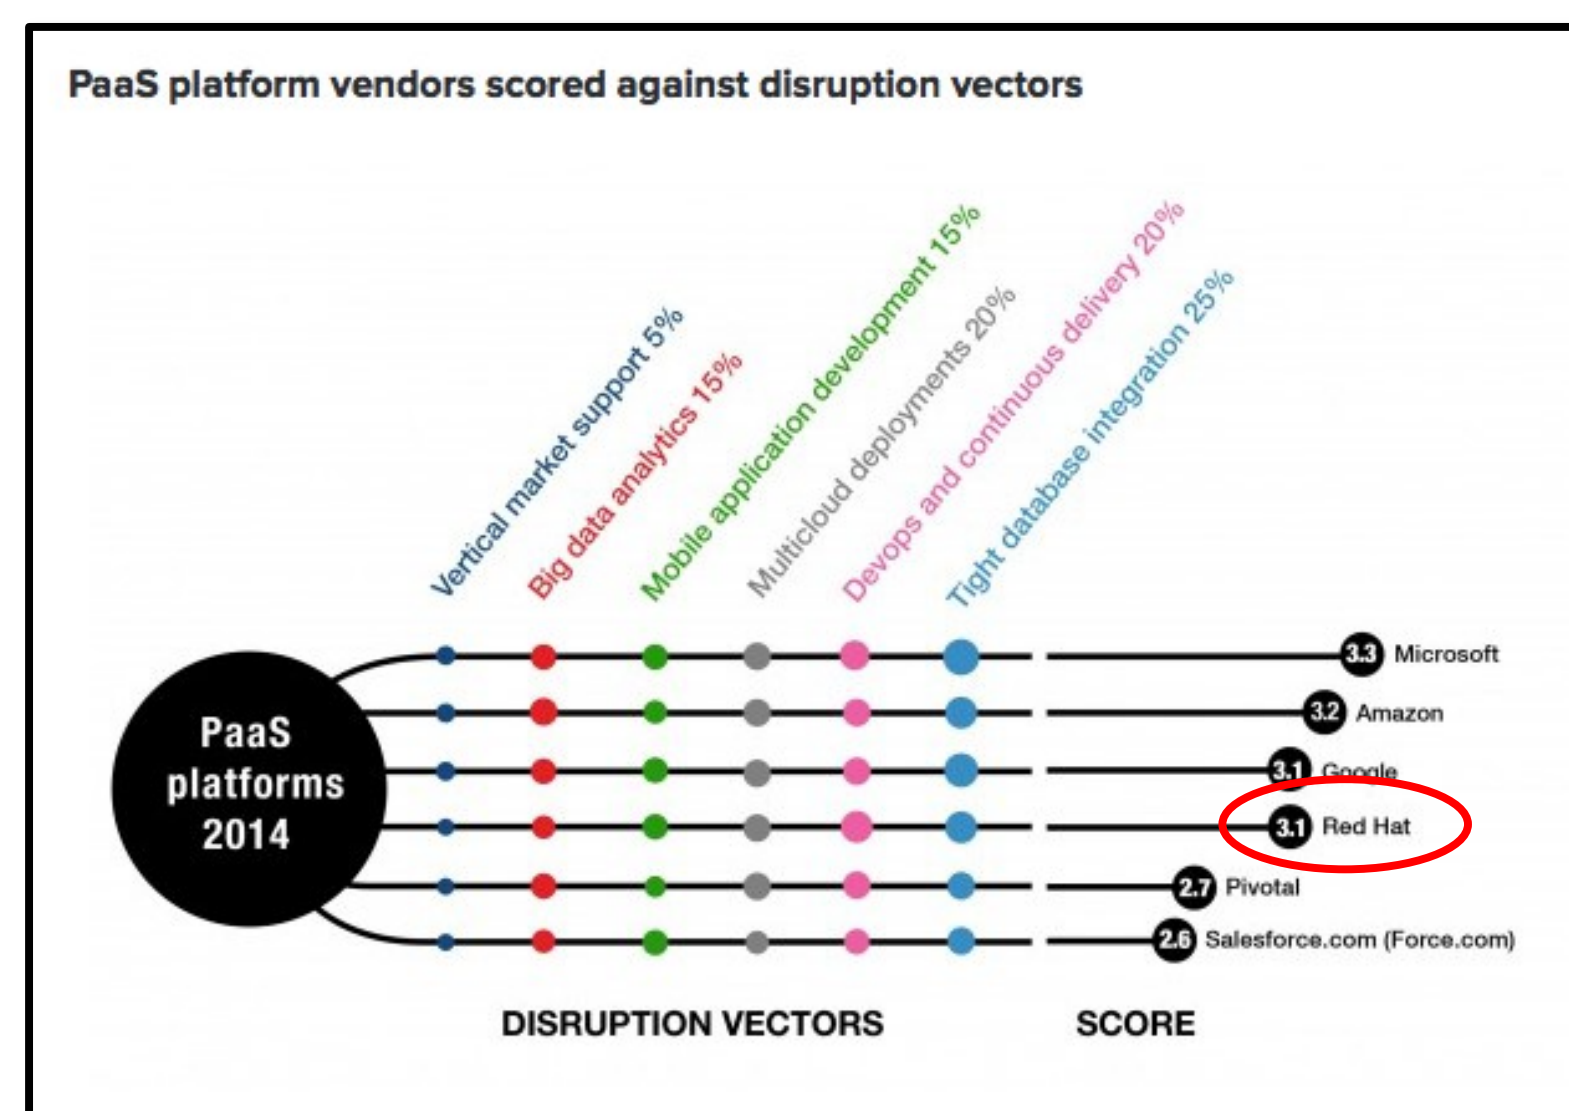 PaaS platform vendors scored against disruption vectors
Vertical market support 5%
Big data analytics 15%
Mobile application development 15%
Multicloud deployments 20%
Devops and continuous delivery 20%
Tight database integration 25%
PaaS
platforms
2014
3.3 Microsoft
3.2 Amazon
3.1 Google
3.1 Red Hat
2.7 Pivotal
2.6 Salesforce.com (Force.com)
DISRUPTION VECTORS SCORE